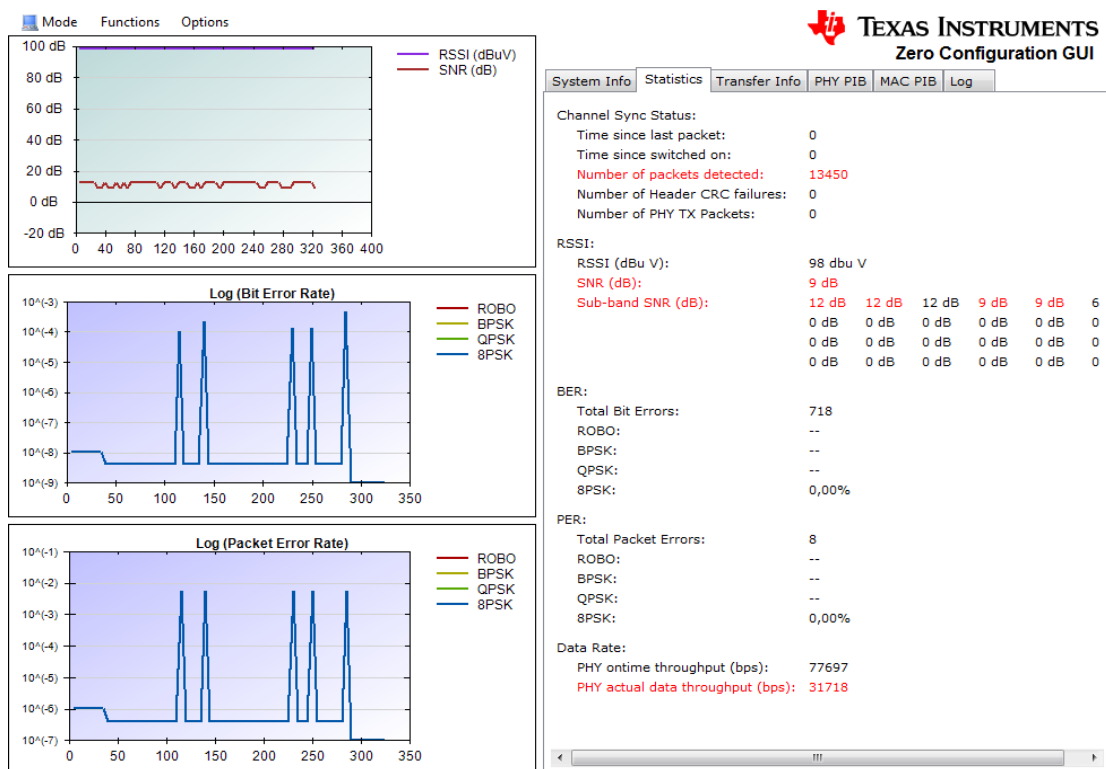 Mode Functions Options
TEXAS INSTRUMENTS
Zero Configuration GUI
100 dB
80 dB
60 dB
40 dB
20 dB
0 dB
-20 dB
0 40 80 120 160 200 240 280 320 360 400
RSSI (dBuV)
SNR (dB)
Log (Bit Error Rate)
10^(-3)
10^(-4)
10^(-5)
10^(-6)
10^(-7)
10^(-8)
10^(-9)
0 50 100 150 200 250 300 350
ROBO
BPSK
QPSK
8PSK
Log (Packet Error Rate)
10^(-1)
10^(-2)
10^(-3)
10^(-4)
10^(-5)
10^(-6)
10^(-7)
0 50 100 150 200 250 300 350
ROBO
BPSK
QPSK
8PSK
System Info Statistics Transfer Info PHY PIB MAC PIB Log
Channel Sync Status:
Time since last packet: 0
Time since switched on: 0
Number of packets detected: 13450
Number of Header CRC failures: 0
Number of PHY TX Packets: 0
RSSI:
RSSI (dBu V): 98 dbu V
SNR (dB): 9 dB
Sub-band SNR (dB): 12 dB 12 dB 12 dB 9 dB 9 dB 6
0 dB 0 dB 0 dB 0 dB 0 dB 0
0 dB 0 dB 0 dB 0 dB 0 dB 0
0 dB 0 dB 0 dB 0 dB 0 dB 0
BER:
Total Bit Errors: 718
ROBO: --
BPSK: --
QPSK: --
8PSK: 0,00%
PER:
Total Packet Errors: 8
ROBO: --
BPSK: --
QPSK: --
8PSK: 0,00%
Data Rate:
PHY ontime throughput (bps): 77697
PHY actual data throughput (bps): 31718